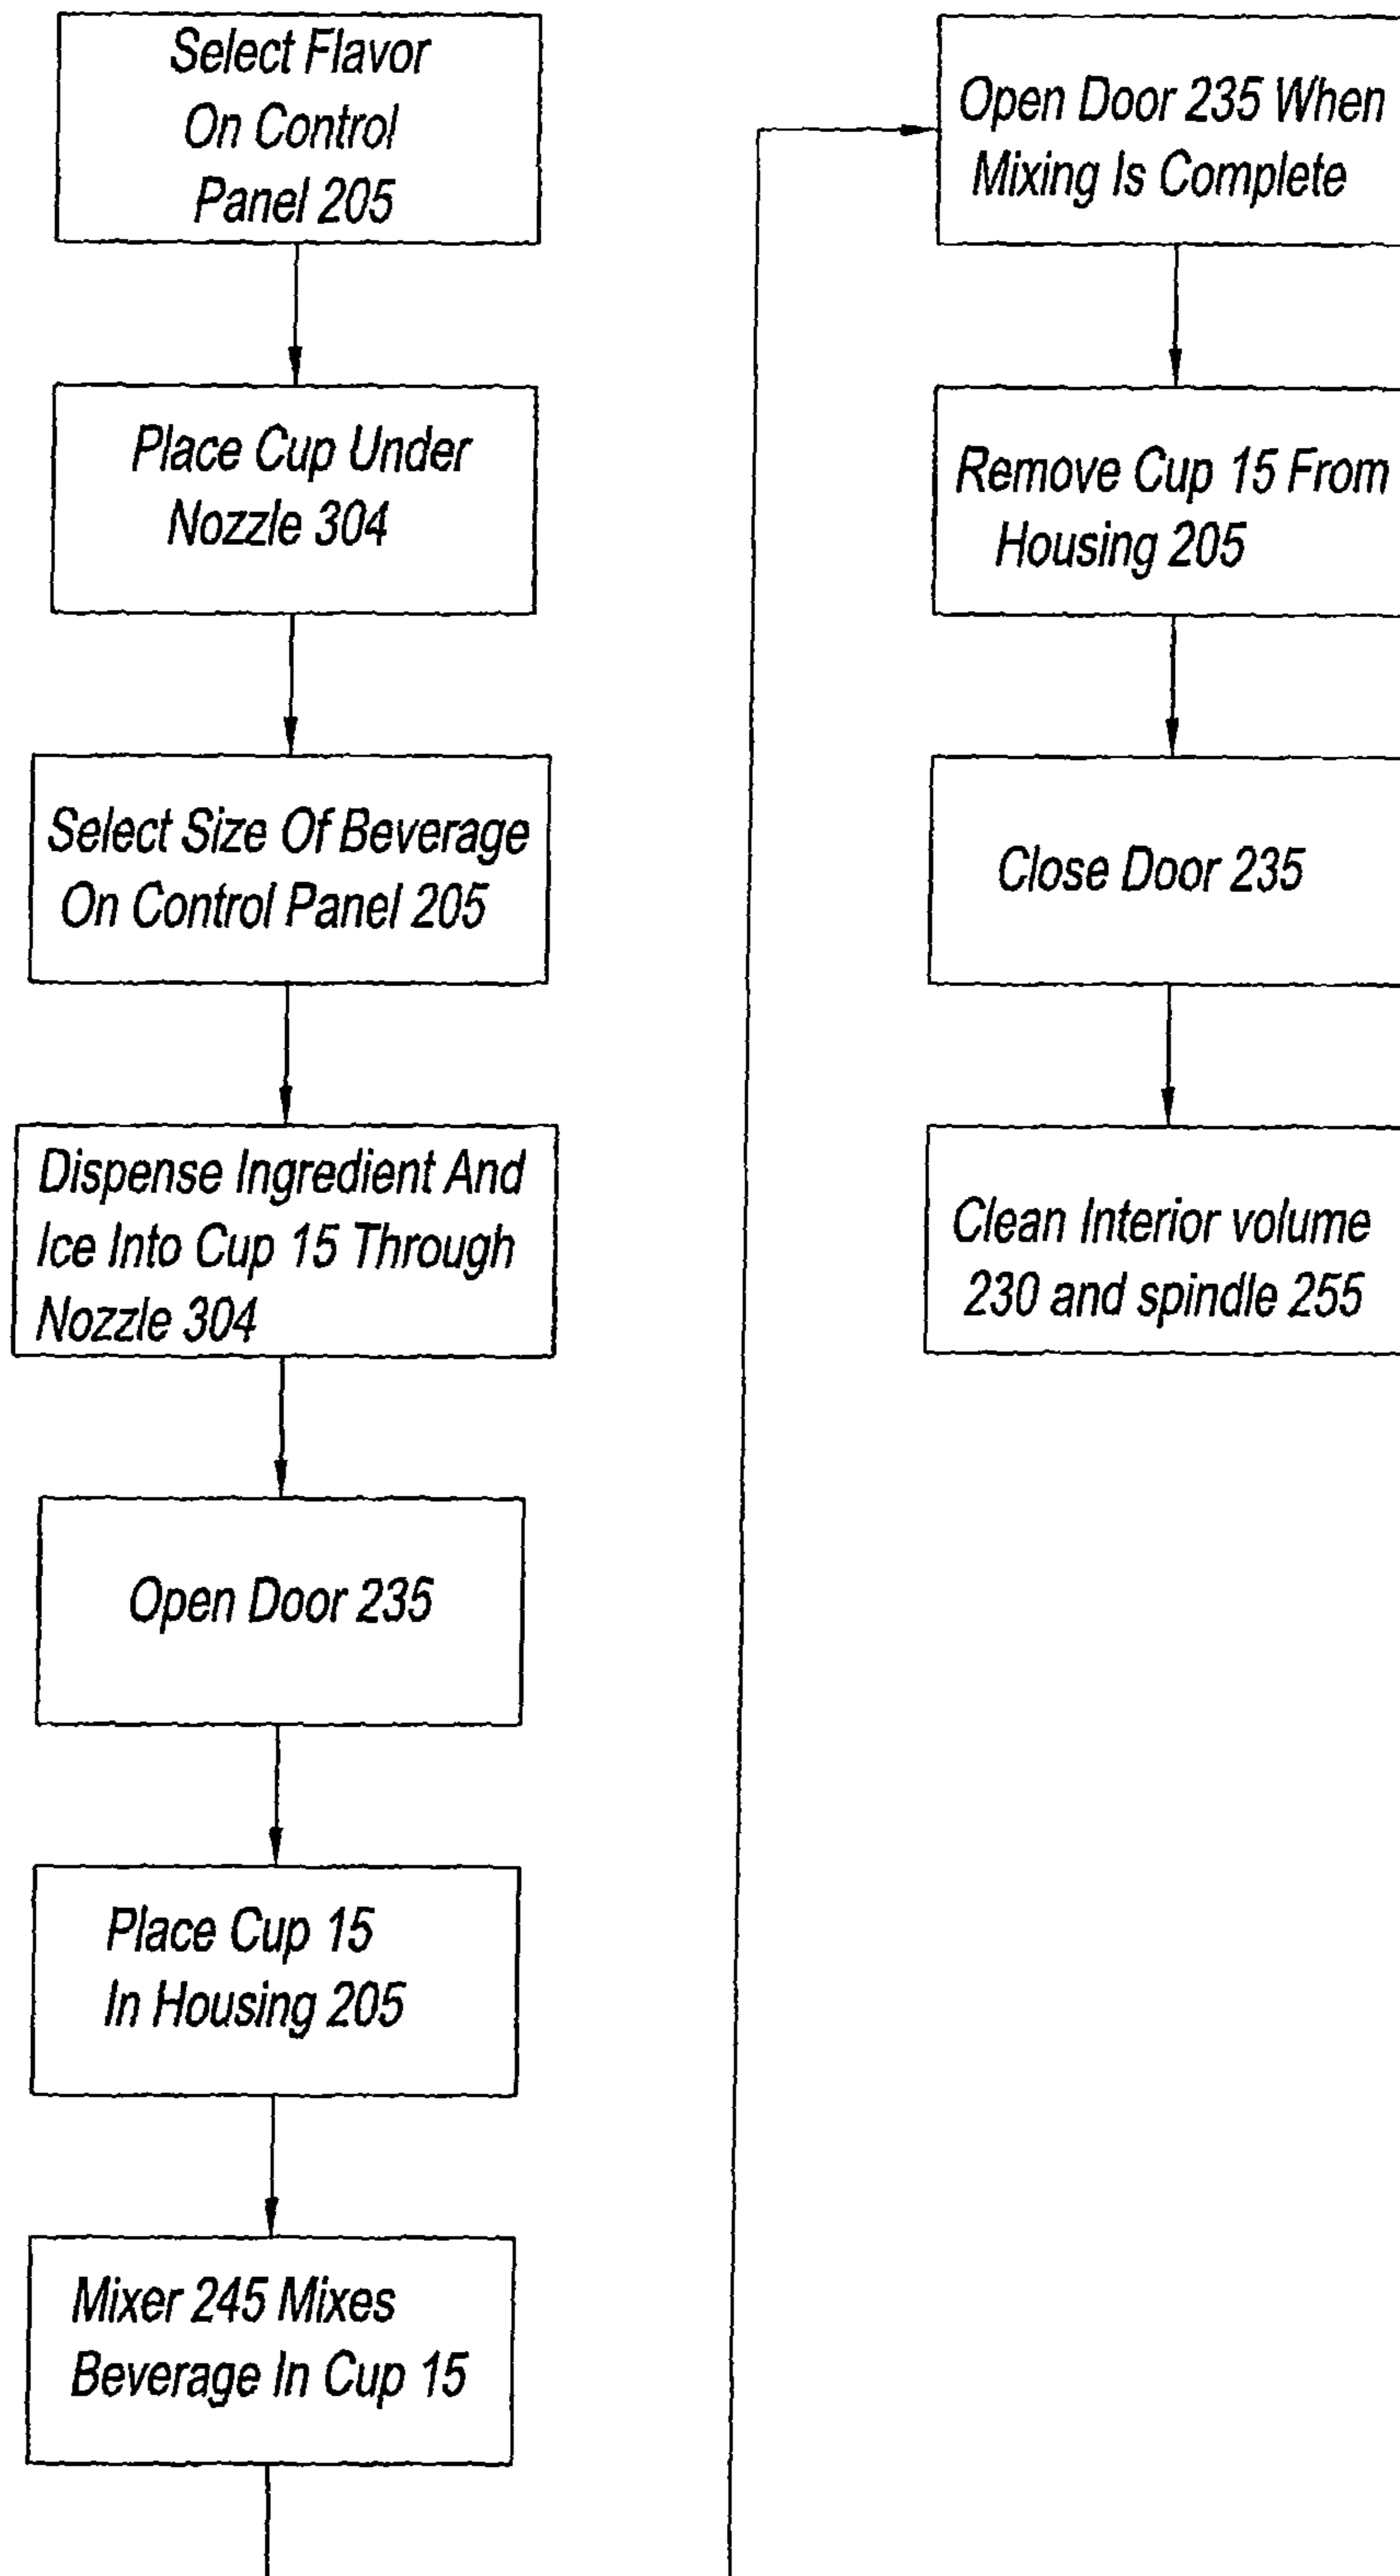 Select Flavor
On Control
Panel 205
Place Cup Under
Nozzle 304
Select Size Of Beverage
On Control Panel 205
Dispense Ingredient And
Ice Into Cup 15 Through
Nozzle 304
Open Door 235
Place Cup 15
In Housing 205
Mixer 245 Mixes
Beverage In Cup 15
Open Door 235 When
Mixing Is Complete
Remove Cup 15 From
Housing 205
Close Door 235
Clean Interior volume
230 and spindle 255